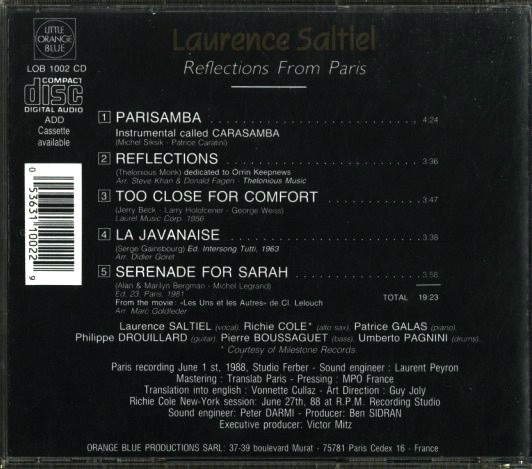 LITTLE
ORANGE
BLUE
LOB 1002 CD
COMPACT
disc
DIGITAL AUDIO
ADD
Cassette
available
0 53631 10022 9
Laurence Saltiel
Reflections From Paris
1 PARISAMBA 4:24
Instrumental called CARASAMBA
(Michel Siksik - Patrice Caratini)
2 REFLECTIONS 3:36
(Thelonious Monk) dedicated to Orrin Keepnews
Arr. Steve Khan & Donald Fagen - Thelonious Music
3 TOO CLOSE FOR COMFORT 3:47
(Jerry Beck - Larry Holofcener - George Weiss)
Laurel Music Corp. 1956
4 LA JAVANAISE 3:38
(Serge Gainsbourg) Ed. Intersong Tutti, 1963
Arr. Didier Goret
5 SERENADE FOR SARAH 3:58
(Alan & Marilyn Bergman - Michel Legrand)
Ed. 23. Paris. 1981
From the movie : «Les Uns et les Autres» de Cl. Lelouch
Arr. Marc Goldfeder
TOTAL 19:23
Laurence SALTIEL (vocal). Richie COLE* (alto sax), Patrice GALAS (piano).
Philippe DROUILLARD (guitar). Pierre BOUSSAGUET (bass). Umberto PAGNINI (drums).
* Courtesy of Milestone Records.
Paris recording June 1 st, 1988, Studio Ferber - Sound engineer : Laurent Peyron
Mastering : Translab Paris - Pressing : MPO France
Translation into english : Vonnette Cullaz - Art Direction : Guy Joly
Richie Cole New-York session: June 27th, 88 at R.P.M. Recording Studio
Sound engineer: Peter DARMI - Producer: Ben SIDRAN
Executive producer: Victor Mitz
ORANGE BLUE PRODUCTIONS SARL: 37-39 boulevard Murat - 75781 Paris Cedex 16 - France